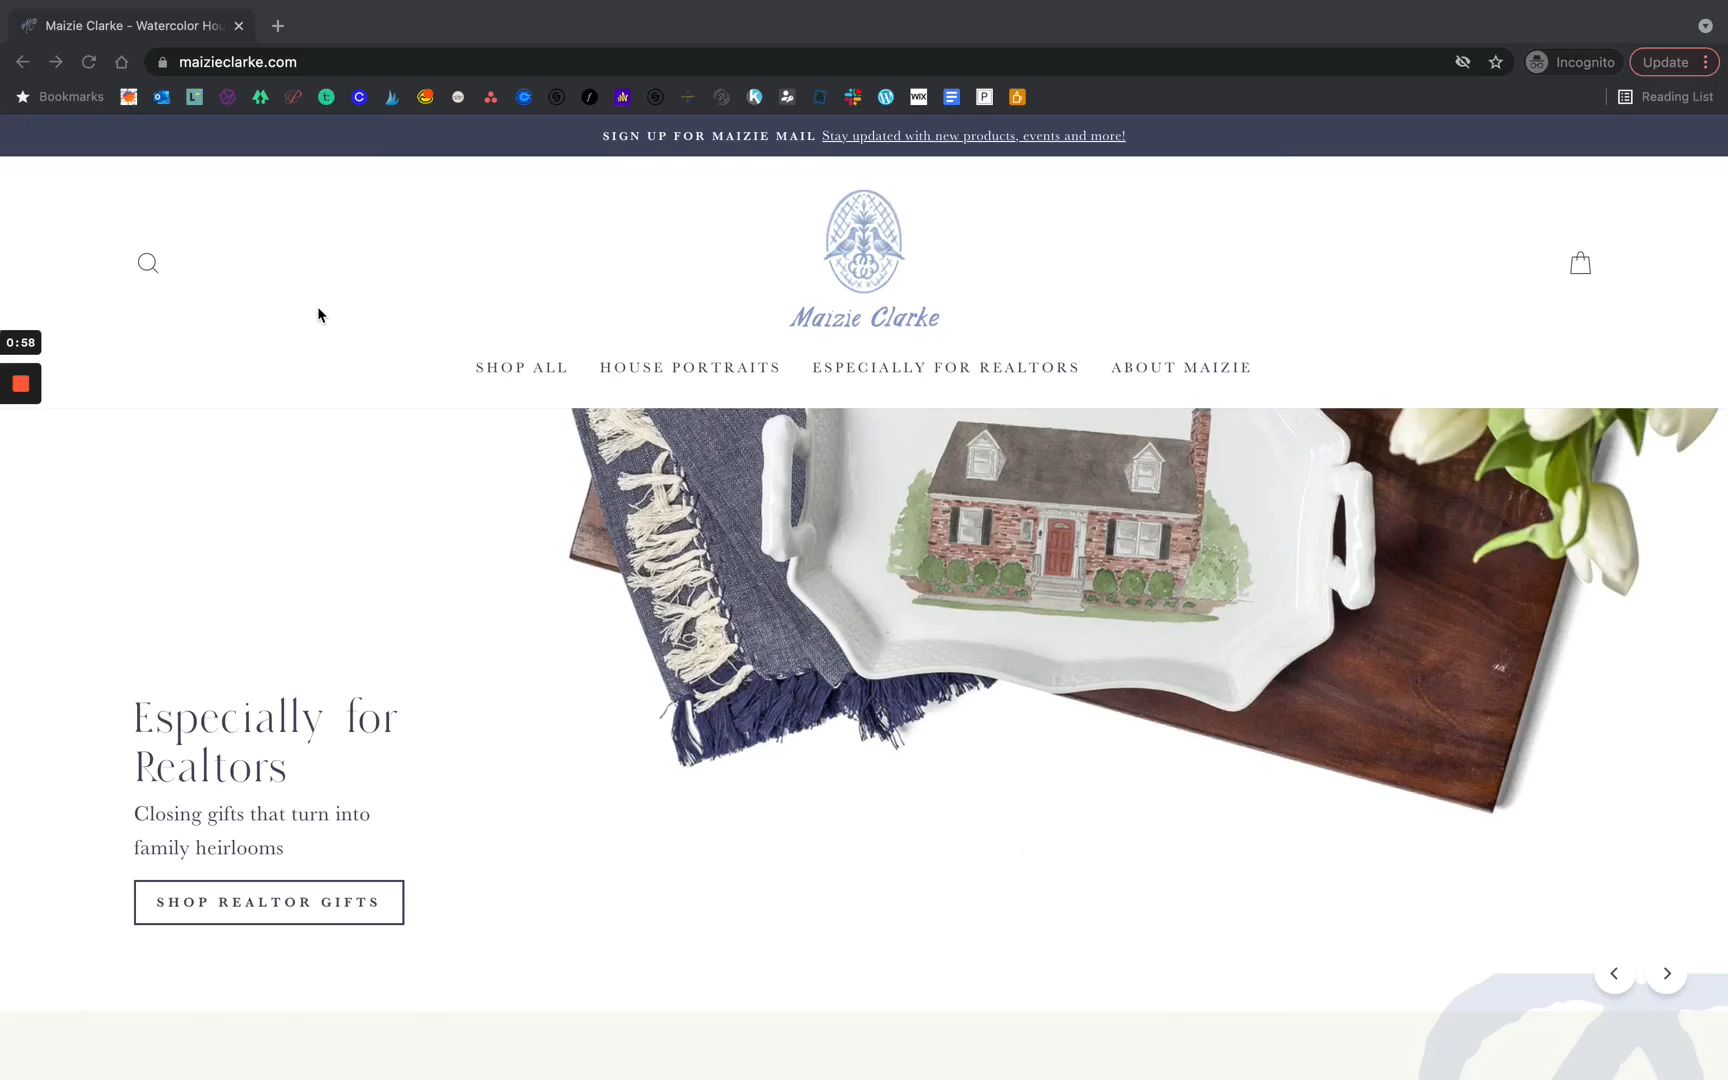 Maizie Clarke - Watercolor Hou
maizieclarke.com
Incognito
Update
Bookmarks
Reading List
SIGN UP FOR MAIZIE MAIL Stay updated with new products, events and more!
Maizie Clarke
0:58
SHOP ALL HOUSE PORTRAITS ESPECIALLY FOR REALTORS ABOUT MAIZIE
Especially for
Realtors
Closing gifts that turn into
family heirlooms
SHOP REALTOR GIFTS